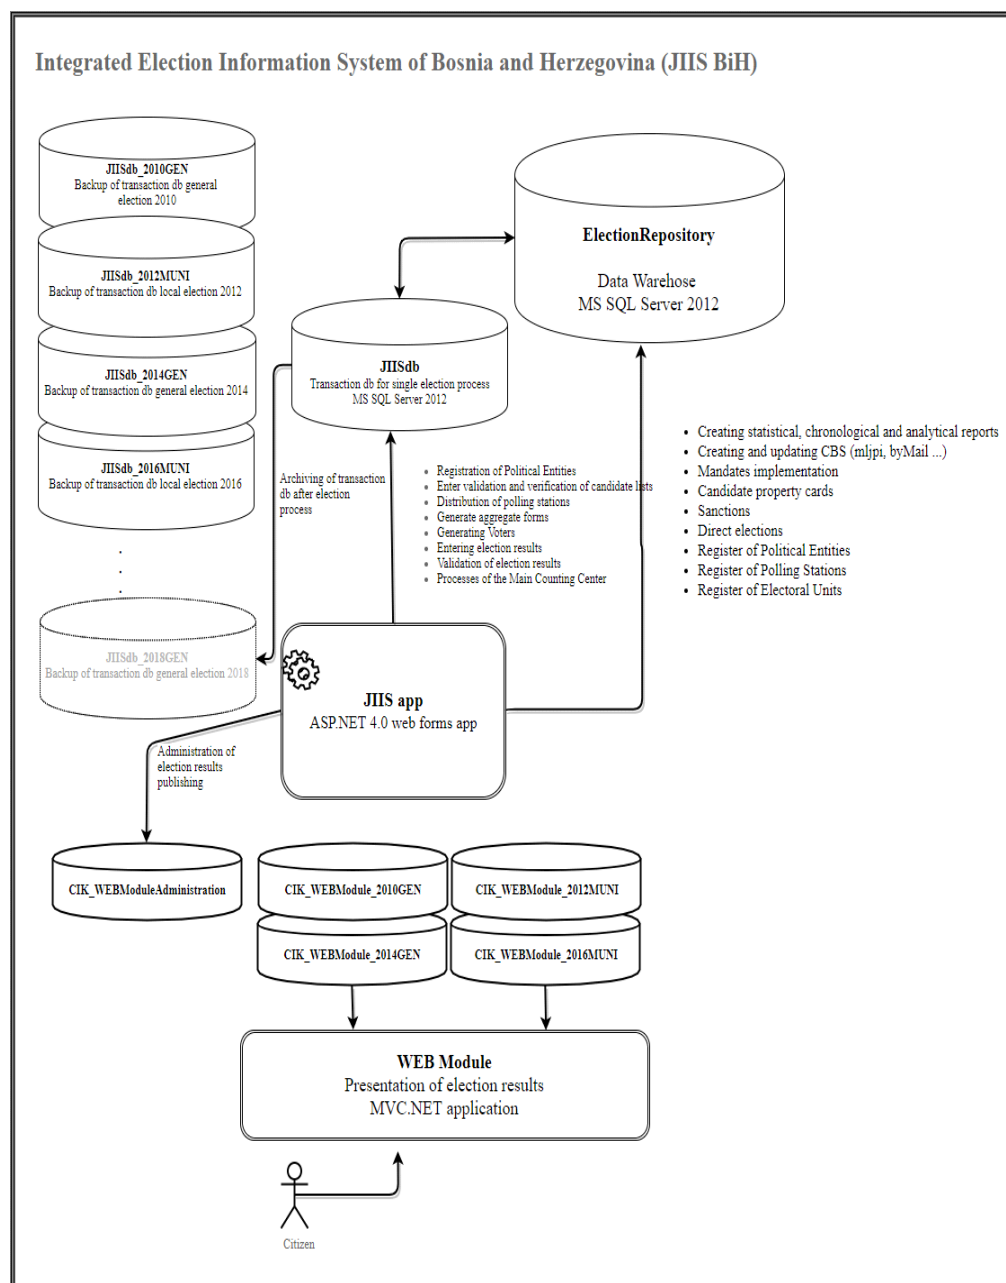 Integrated Election Information System of Bosnia and Herzegovina (JIIS BiH)
JIISdb_2010GEN
Backup of transaction db general
election 2010
JIISdb_2012MUNI
Backup of transaction db local election 2012
JIISdb_2014GEN
Backup of transaction db general election 2014
JIISdb_2016MUNI
Backup of transaction db local election 2016
.
.
.
JIISdb_2018GEN
Backup of transaction db general election 2018
ElectionRepository
Data Warehose
MS SQL Server 2012
JIISdb
Transaction db for single election process
MS SQL Server 2012
Archiving of transaction
db after election
process
• Registration of Political Entities
• Enter validation and verification of candidate lists
• Distribution of polling stations
• Generate aggregate forms
• Generating Voters
• Entering election results
• Validation of election results
• Processes of the Main Counting Center
• Creating statistical, chronological and analytical reports
• Creating and updating CBS (mljpi, byMail ...)
• Mandates implementation
• Candidate property cards
• Sanctions
• Direct elections
• Register of Political Entities
• Register of Polling Stations
• Register of Electoral Units
JIIS app
ASP.NET 4.0 web forms app
Administration of
election results
publishing
CIK_WEBModuleAdministration
CIK_WEBModule_2010GEN
CIK_WEBModule_2012MUNI
CIK_WEBModule_2014GEN
CIK_WEBModule_2016MUNI
WEB Module
Presentation of election results
MVC.NET application
Citizen